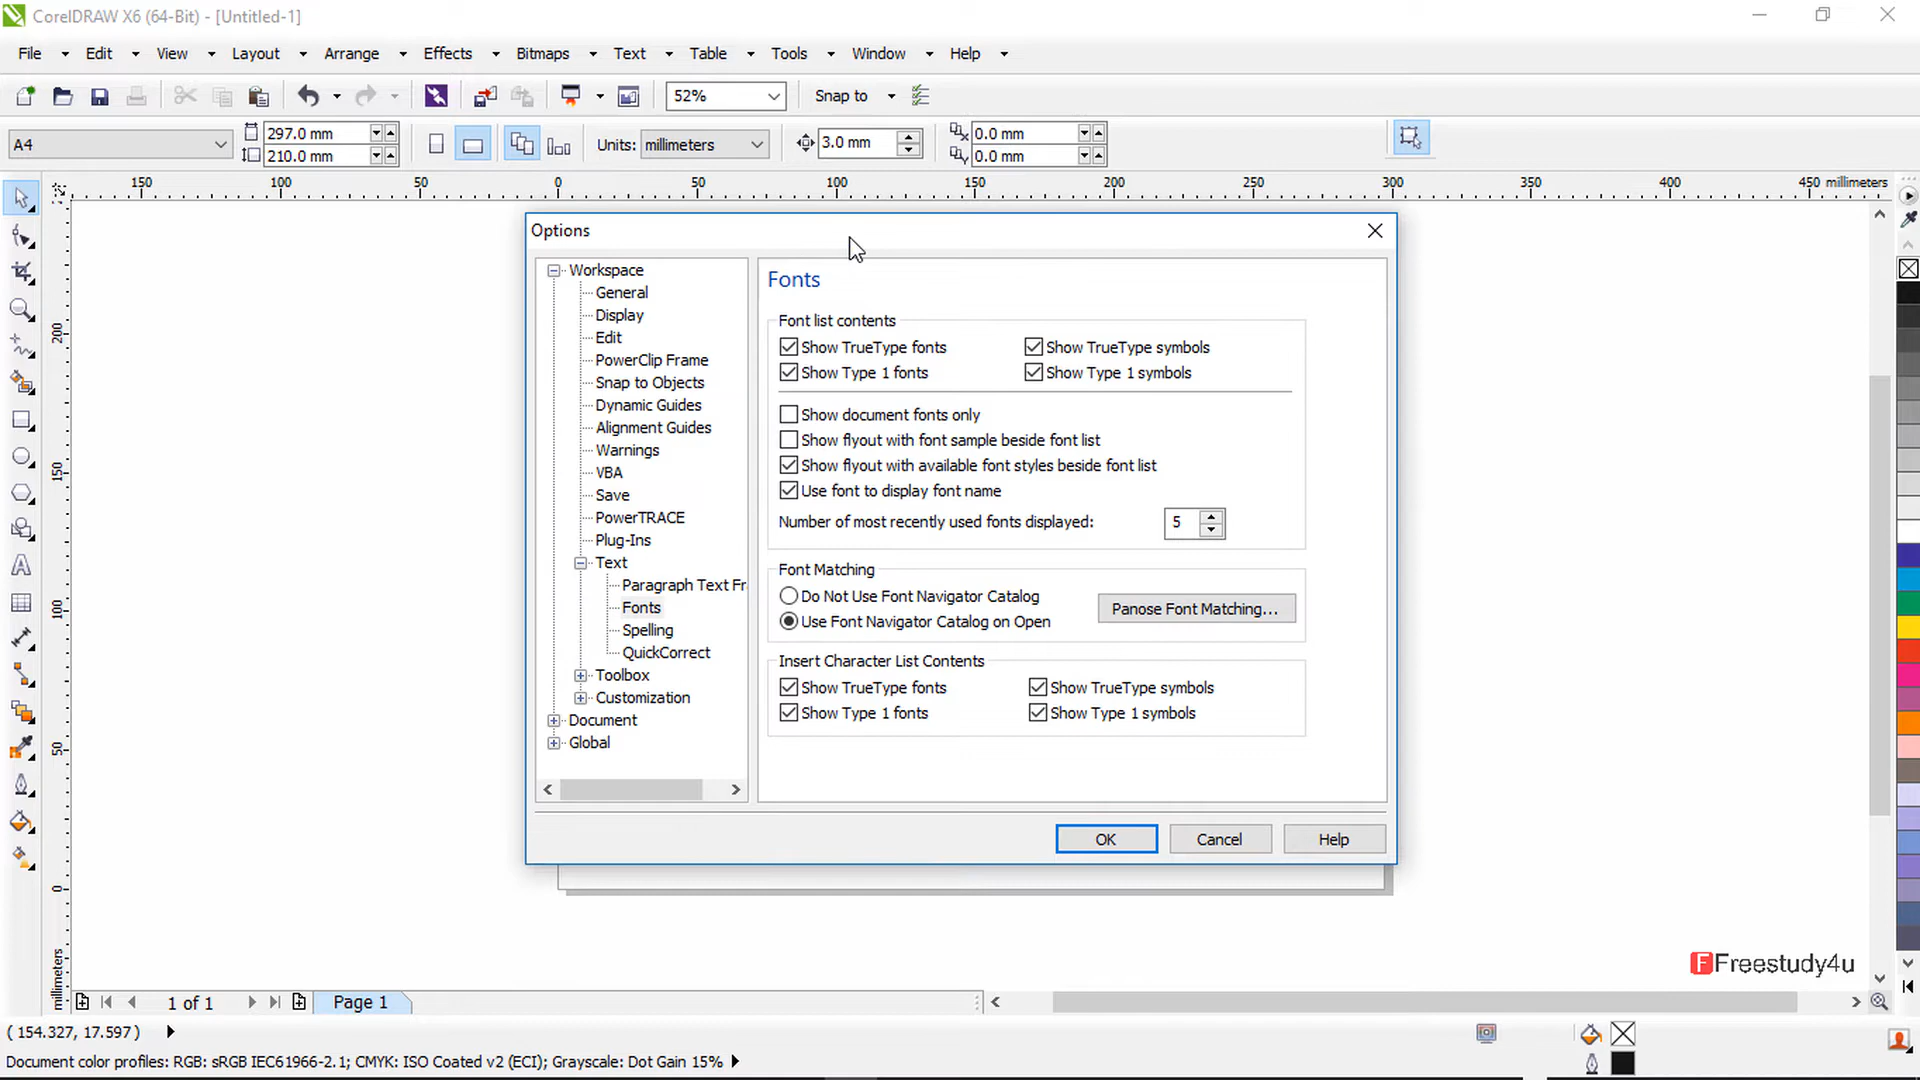 CorelDRAW X6 (64-Bit) - [Untitled-1]
File Edit View Layout Arrange Effects Bitmaps Text Table Tools Window Help
52% Snap to
A4 297.0 mm 210.0 mm Units: millimeters 3.0 mm 0.0 mm 0.0 mm
150 100 50 0 50 100 150 200 250 300 350 400 450 millimeters
200
150
100
50
0
millimeters
Options
Workspace
General
Display
Edit
PowerClip Frame
Snap to Objects
Dynamic Guides
Alignment Guides
Warnings
VBA
Save
PowerTRACE
Plug-Ins
Text
Paragraph Text Fr
Fonts
Spelling
QuickCorrect
Toolbox
Customization
Document
Global
Fonts
Font list contents
Show TrueType fonts Show TrueType symbols
Show Type 1 fonts Show Type 1 symbols
Show document fonts only
Show flyout with font sample beside font list
Show flyout with available font styles beside font list
Use font to display font name
Number of most recently used fonts displayed: 5
Font Matching
Do Not Use Font Navigator Catalog
Use Font Navigator Catalog on Open
Panose Font Matching...
Insert Character List Contents
Show TrueType fonts Show TrueType symbols
Show Type 1 fonts Show Type 1 symbols
OK Cancel Help
F Freestudy4u
1 of 1 Page 1
( 154.327, 17.597 )
Document color profiles: RGB: sRGB IEC61966-2.1; CMYK: ISO Coated v2 (ECI); Grayscale: Dot Gain 15%